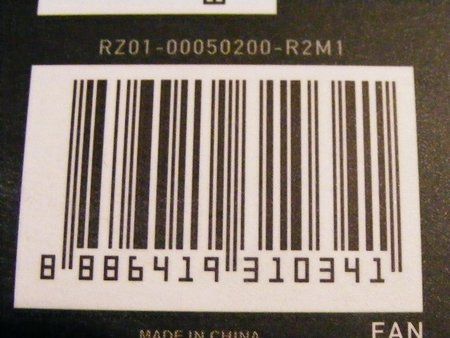 RZ01-00050200-R2M1
8 886419 310341
MADE IN CHINA
EAN